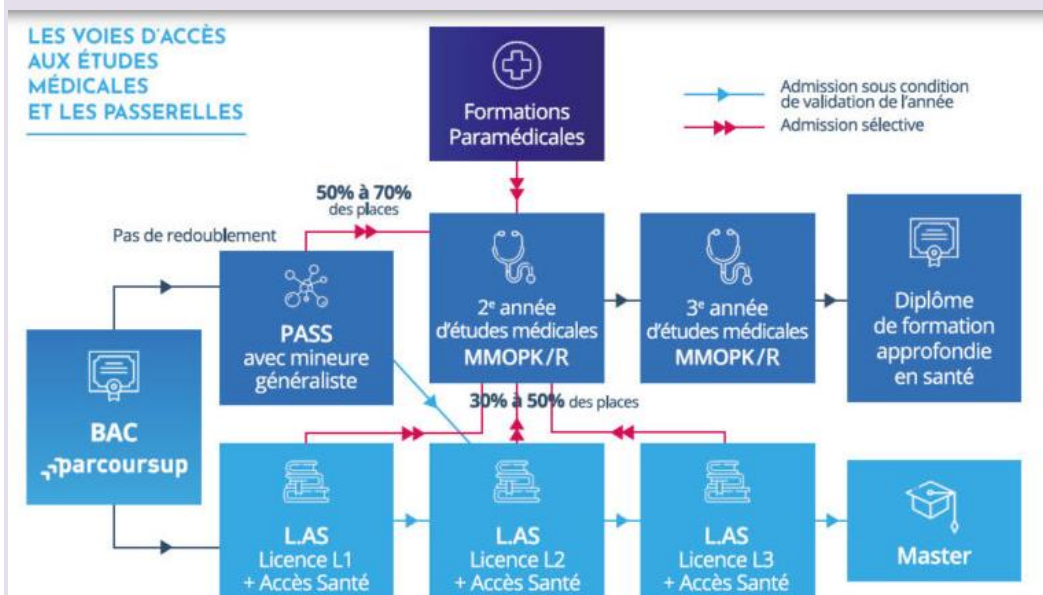 LES VOIES D'ACCÈS
AUX ÉTUDES
MÉDICALES
ET LES PASSERELLES
Formations
Paramédicales
Admission sous condition
de validation de l'année
Admission sélective
50% à 70%
des places
Pas de redoublement
PASS
avec mineure
généraliste
2e année
d'études médicales
MMOPK/R
3e année
d'études médicales
MMOPK/R
Diplôme
de formation
approfondie
en santé
BAC
parcoursup
30% à 50% des places
L.AS
Licence L1
+ Accès Santé
L.AS
Licence L2
+ Accès Santé
L.AS
Licence L3
+ Accès Santé
Master